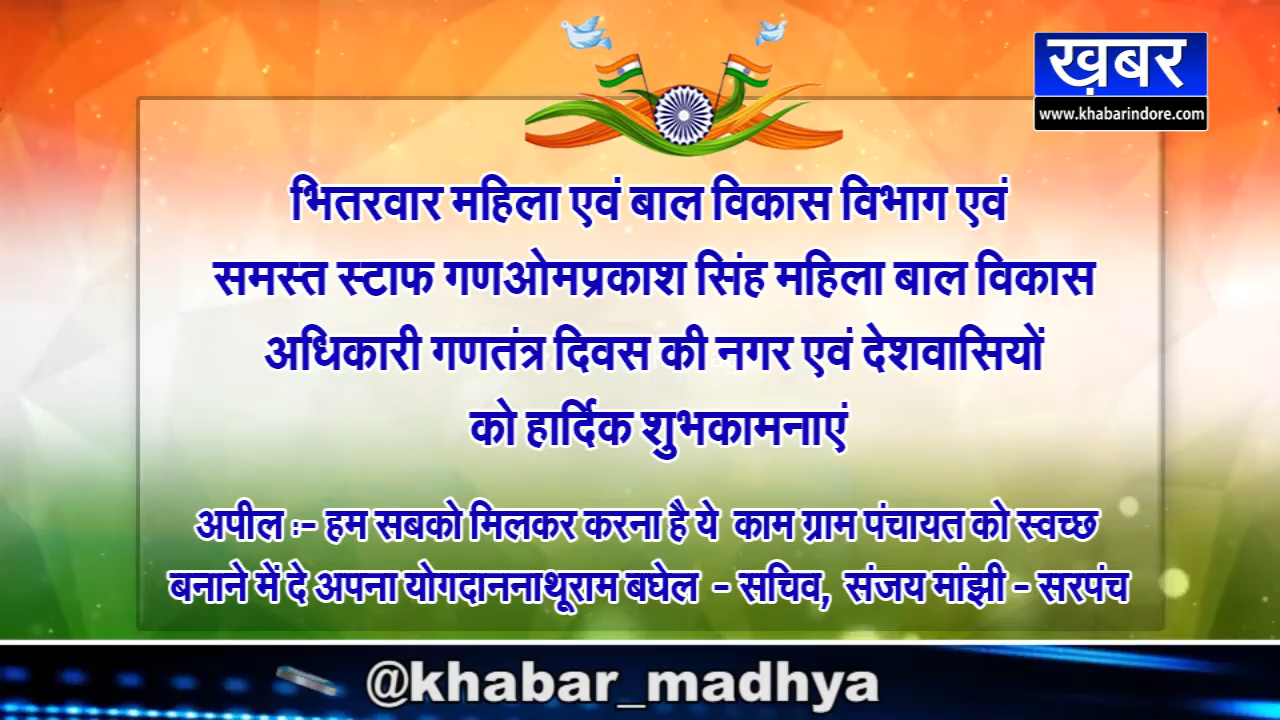 ख़बर
www.khabarindore.com
भितरवार महिला एवं बाल विकास विभाग एवं
समस्त स्टाफ गणओमप्रकाश सिंह महिला बाल विकास
अधिकारी गणतंत्र दिवस की नगर एवं देशवासियों
को हार्दिक शुभकामनाएं
अपील :- हम सबको मिलकर करना है ये काम ग्राम पंचायत को स्वच्छ
बनाने में दे अपना योगदाननाथूराम बघेल - सचिव, संजय मांझी - सरपंच
@khabar_madhya